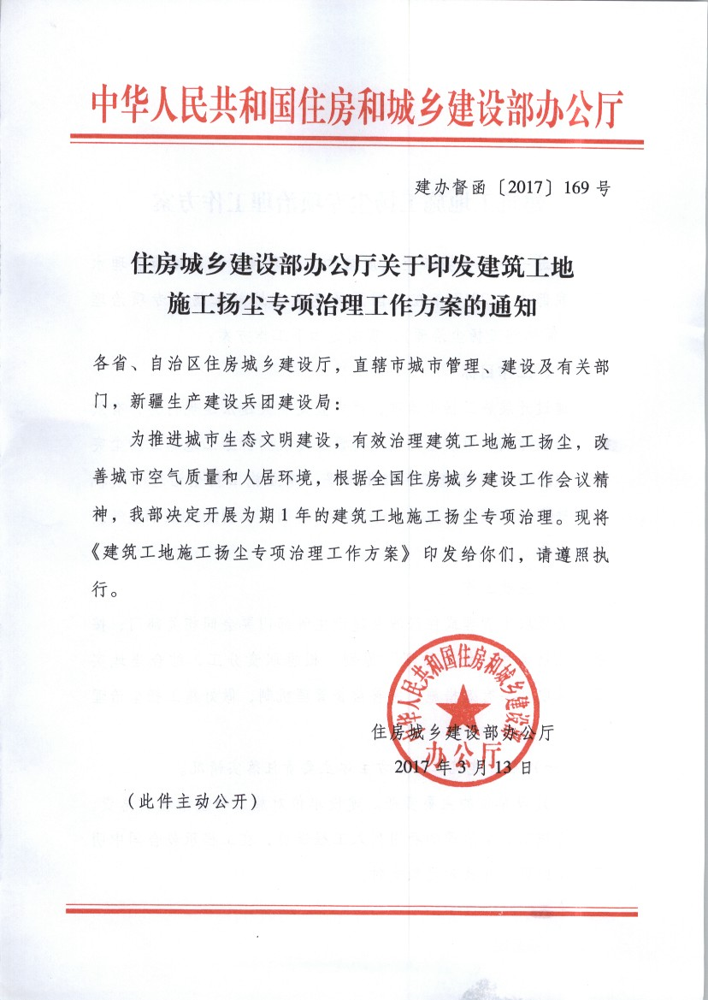 中华人民共和国住房和城乡建设部办公厅
建办督函〔2017〕169 号
住房城乡建设部办公厅关于印发建筑工地
施工扬尘专项治理工作方案的通知
各省、自治区住房城乡建设厅，直辖市城市管理、建设及有关部
门，新疆生产建设兵团建设局：
为推进城市生态文明建设，有效治理建筑工地施工扬尘，改
善城市空气质量和人居环境，根据全国住房城乡建设工作会议精
神，我部决定开展为期 1 年的建筑工地施工扬尘专项治理。现将
《建筑工地施工扬尘专项治理工作方案》印发给你们，请遵照执
行。
中华人民共和国住房和城乡建设部
办公厅
住房城乡建设部办公厅
2017 年 3 月 13 日
（此件主动公开）